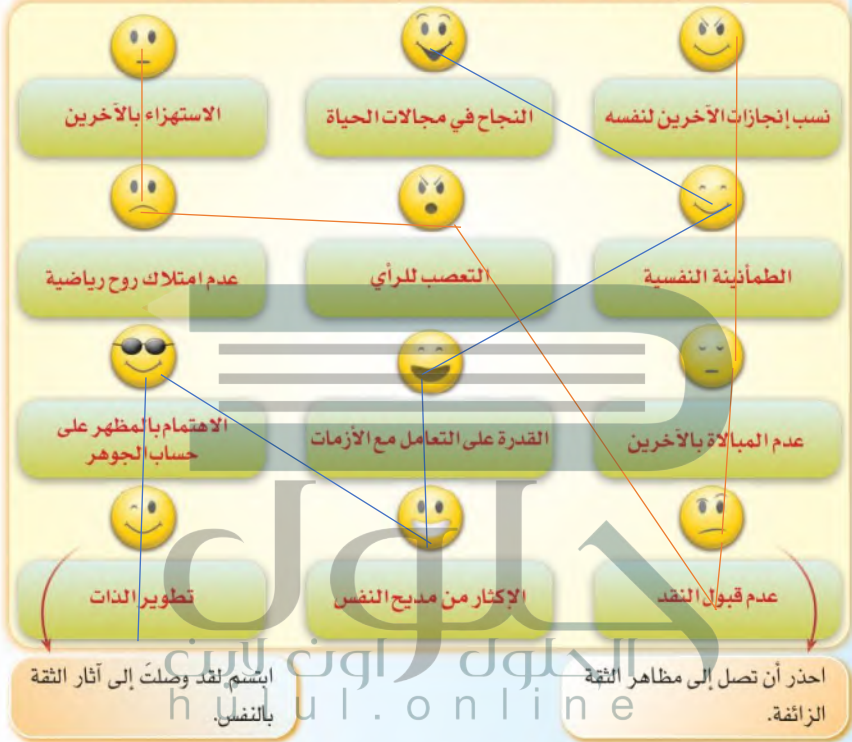 نسب إنجازات الآخرين لنفسه
النجاح في مجالات الحياة
الاستهزاء بالآخرين
الطمأنينة النفسية
التعصب للرأي
عدم امتلاك روح رياضية
عدم المبالاة بالآخرين
القدرة على التعامل مع الأزمات
الاهتمام بالمظهر على
حساب الجوهر
عدم قبول النقد
الإكثار من مديح النفس
تطوير الذات
احذر أن تصل إلى مظاهر الثقة
الزائفة.
ابتسم لقد وصلتَ إلى آثار الثقة
بالنفس.
حلول
الحلول اون لاين
hulul.online